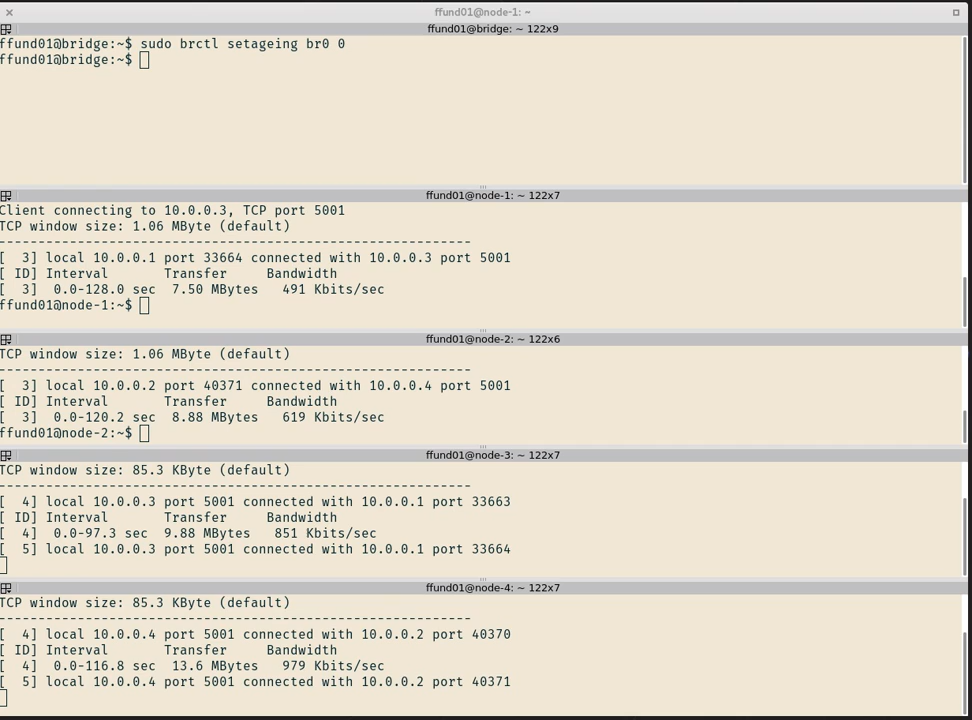 ffund01@node-1: ~
ffund01@bridge: ~ 122x9
ffund01@bridge:~$ sudo brctl setageing br0 0
ffund01@bridge:~$
ffund01@node-1: ~ 122x7
Client connecting to 10.0.0.3, TCP port 5001
TCP window size: 1.06 MByte (default)
------------------------------------------------------------
[  3] local 10.0.0.1 port 33664 connected with 10.0.0.3 port 5001
[ ID] Interval       Transfer     Bandwidth
[  3]  0.0-128.0 sec  7.50 MBytes   491 Kbits/sec
ffund01@node-1:~$
ffund01@node-2: ~ 122x6
TCP window size: 1.06 MByte (default)
------------------------------------------------------------
[  3] local 10.0.0.2 port 40371 connected with 10.0.0.4 port 5001
[ ID] Interval       Transfer     Bandwidth
[  3]  0.0-120.2 sec  8.88 MBytes   619 Kbits/sec
ffund01@node-2:~$
ffund01@node-3: ~ 122x7
TCP window size: 85.3 KByte (default)
------------------------------------------------------------
[  4] local 10.0.0.3 port 5001 connected with 10.0.0.1 port 33663
[ ID] Interval       Transfer     Bandwidth
[  4]  0.0-97.3 sec  9.88 MBytes   851 Kbits/sec
[  5] local 10.0.0.3 port 5001 connected with 10.0.0.1 port 33664
ffund01@node-4: ~ 122x7
TCP window size: 85.3 KByte (default)
------------------------------------------------------------
[  4] local 10.0.0.4 port 5001 connected with 10.0.0.2 port 40370
[ ID] Interval       Transfer     Bandwidth
[  4]  0.0-116.8 sec  13.6 MBytes   979 Kbits/sec
[  5] local 10.0.0.4 port 5001 connected with 10.0.0.2 port 40371